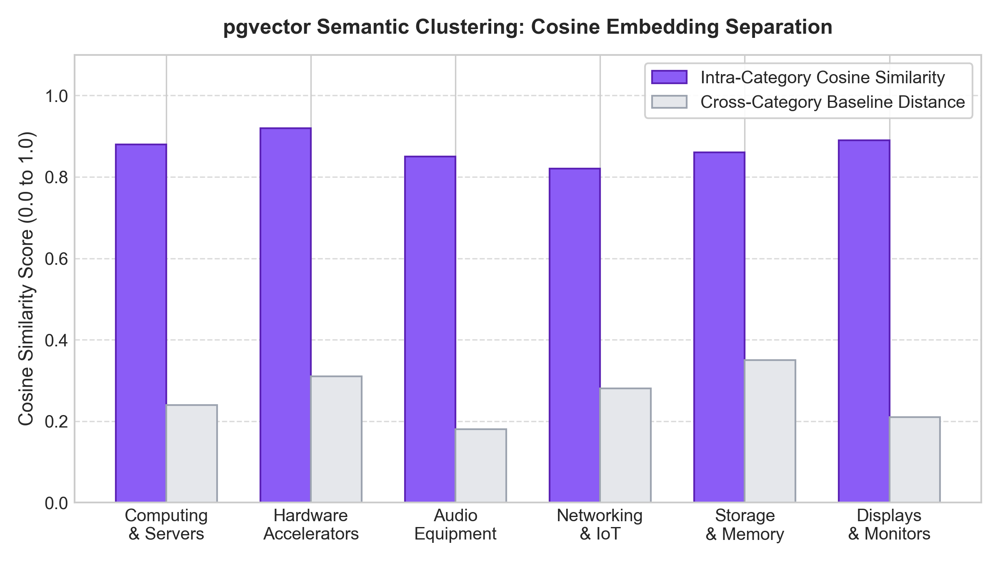 pgvector Semantic Clustering: Cosine Embedding Separation
Intra-Category Cosine Similarity
Cross-Category Baseline Distance
Cosine Similarity Score (0.0 to 1.0)
1.0
0.8
0.6
0.4
0.2
0.0
Computing
& Servers
Hardware
Accelerators
Audio
Equipment
Networking
& IoT
Storage
& Memory
Displays
& Monitors